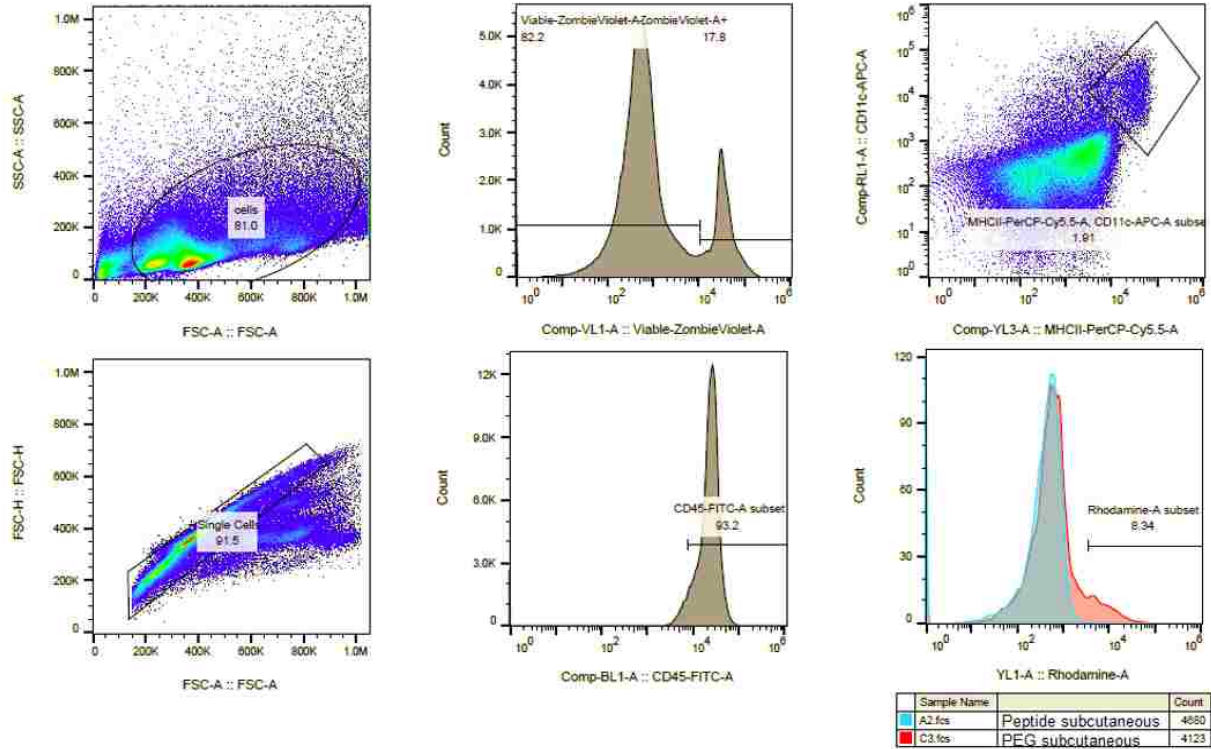 1.0M
800K
600K
400K
200K
0
SSC-A :: SSC-A
cells
81.0
0 200K 400K 600K 800K 1.0M
FSC-A :: FSC-A
Viable-ZombieViolet-A-ZombieViolet-A+
82.2 17.8
5.0K
4.0K
3.0K
2.0K
1.0K
0
Count
10^0 10^2 10^4 10^6
Comp-VL1-A :: Viable-ZombieViolet-A
10^6
10^5
10^4
10^3
10^2
10^1
10^0
Comp-RL1-A :: CD11c-APC-A
MHCII-PerCP-Cy5.5-A, CD11c-APC-A subset
1.91
10^0 10^2 10^4 10^6
Comp-YL3-A :: MHCII-PerCP-Cy5.5-A
1.0M
800K
600K
400K
200K
0
FSC-H :: FSC-H
Single Cells
91.5
0 200K 400K 600K 800K 1.0M
FSC-A :: FSC-A
12K
9.0K
6.0K
3.0K
0
Count
CD45-FITC-A subset
93.2
10^0 10^2 10^4 10^6
Comp-BL1-A :: CD45-FITC-A
120
90
60
30
0
Count
Rhodamine-A subset
8.34
10^0 10^2 10^4 10^6
YL1-A :: Rhodamine-A
Sample Name Count
A2.fcs Peptide subcutaneous 4680
C3.fcs PEG subcutaneous 4123